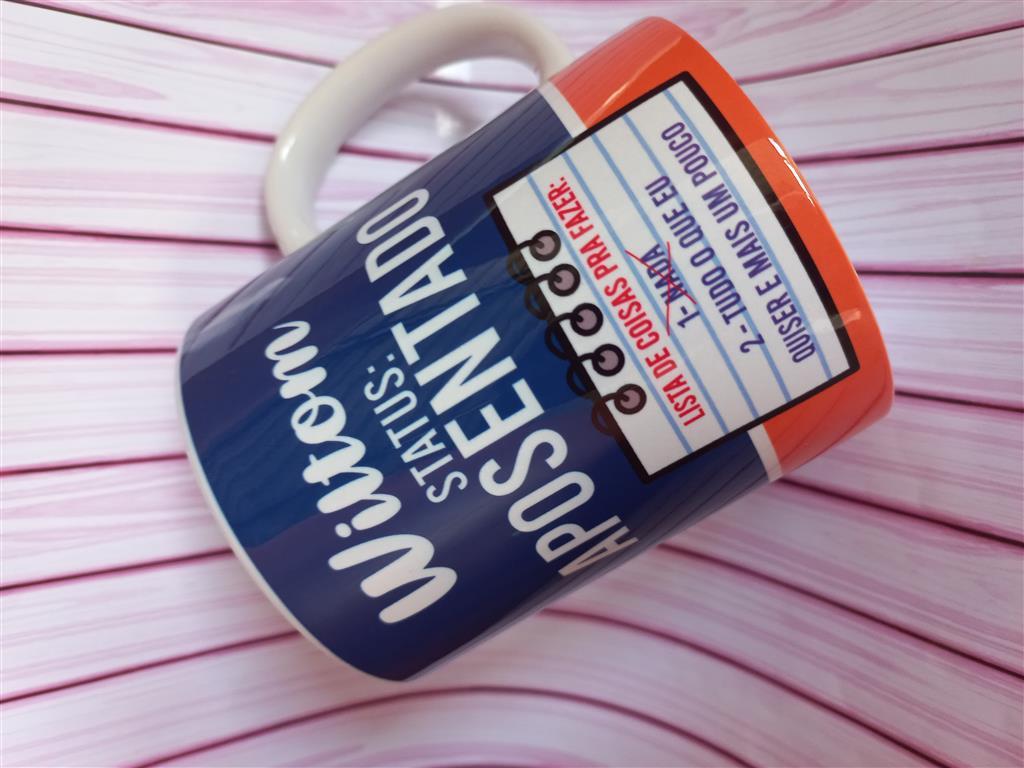 Wilton
STATUS:
APOSENTADO
LISTA DE COISAS PRA FAZER:
1- NADA
2- TUDO O QUE EU
QUISER E MAIS UM POUCO